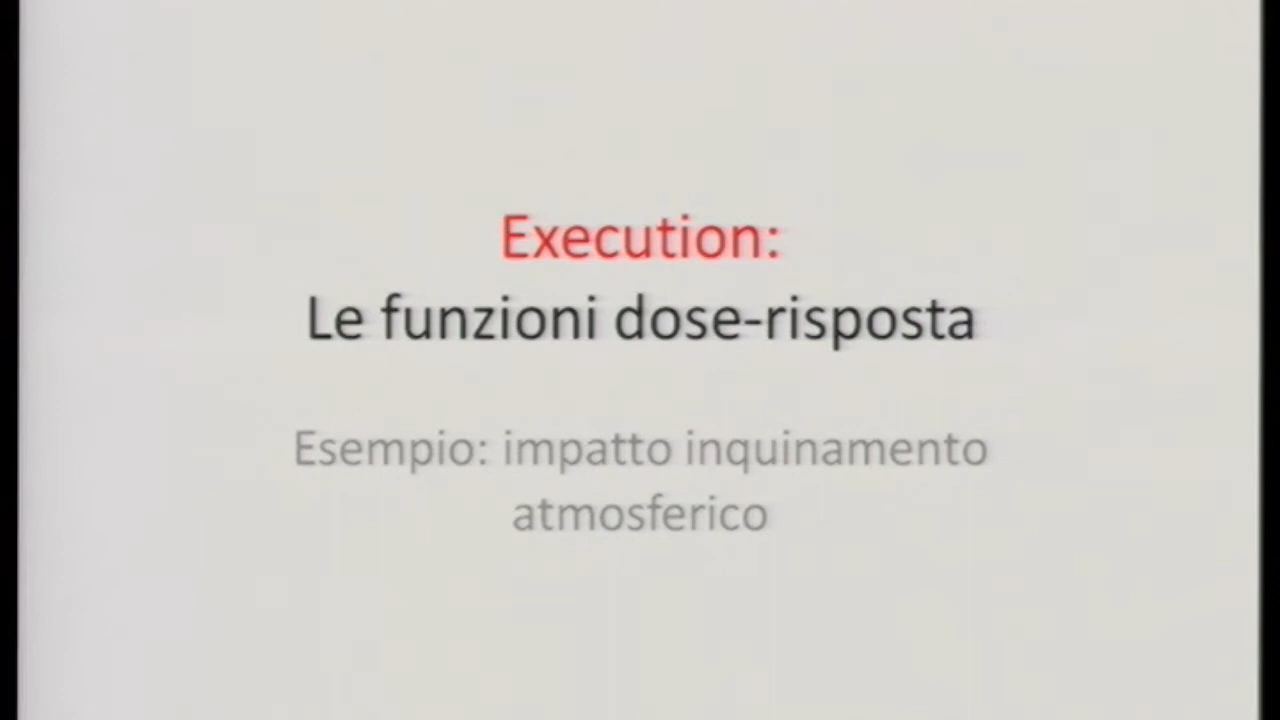 Execution:
Le funzioni dose-risposta
Esempio: impatto inquinamento
atmosferico